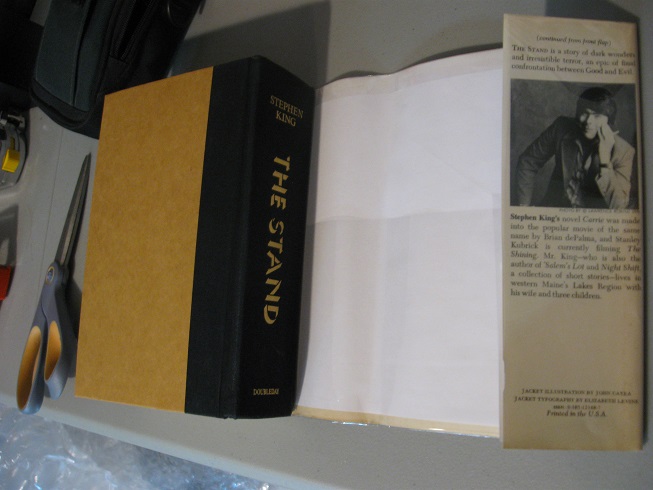 STEPHEN
KING
THE STAND
DOUBLEDAY
(continued from front flap)
THE STAND is a story of dark wonders
and irresistible terror, an epic of final
confrontation between Good and Evil.
Stephen King's novel Carrie was made
into the popular movie of the same
name by Brian dePalma, and Stanley
Kubrick is currently filming The
Shining. Mr. King—who is also the
author of 'Salem's Lot and Night Shift,
a collection of short stories—lives in
western Maine's Lakes Region with
his wife and three children.
JACKET ILLUSTRATION BY JOHN CAYEA
JACKET TYPOGRAPHY BY ELIZABETH LEVINE
Printed in the U.S.A.